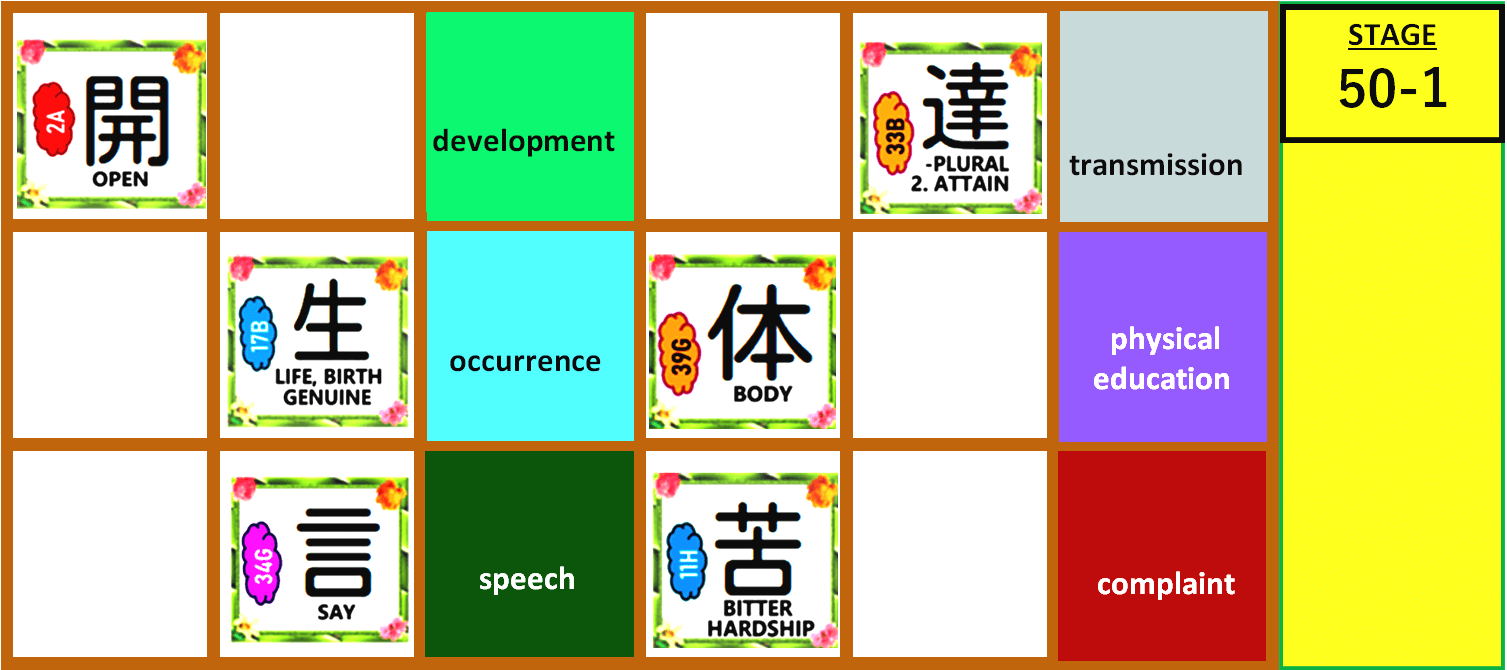 2A
開
OPEN
development
33B
達
-PLURAL
2. ATTAIN
transmission
STAGE
50-1
17B
生
LIFE, BIRTH
GENUINE
occurrence
39G
体
BODY
physical
education
34G
言
SAY
speech
11H
苦
BITTER
HARDSHIP
complaint